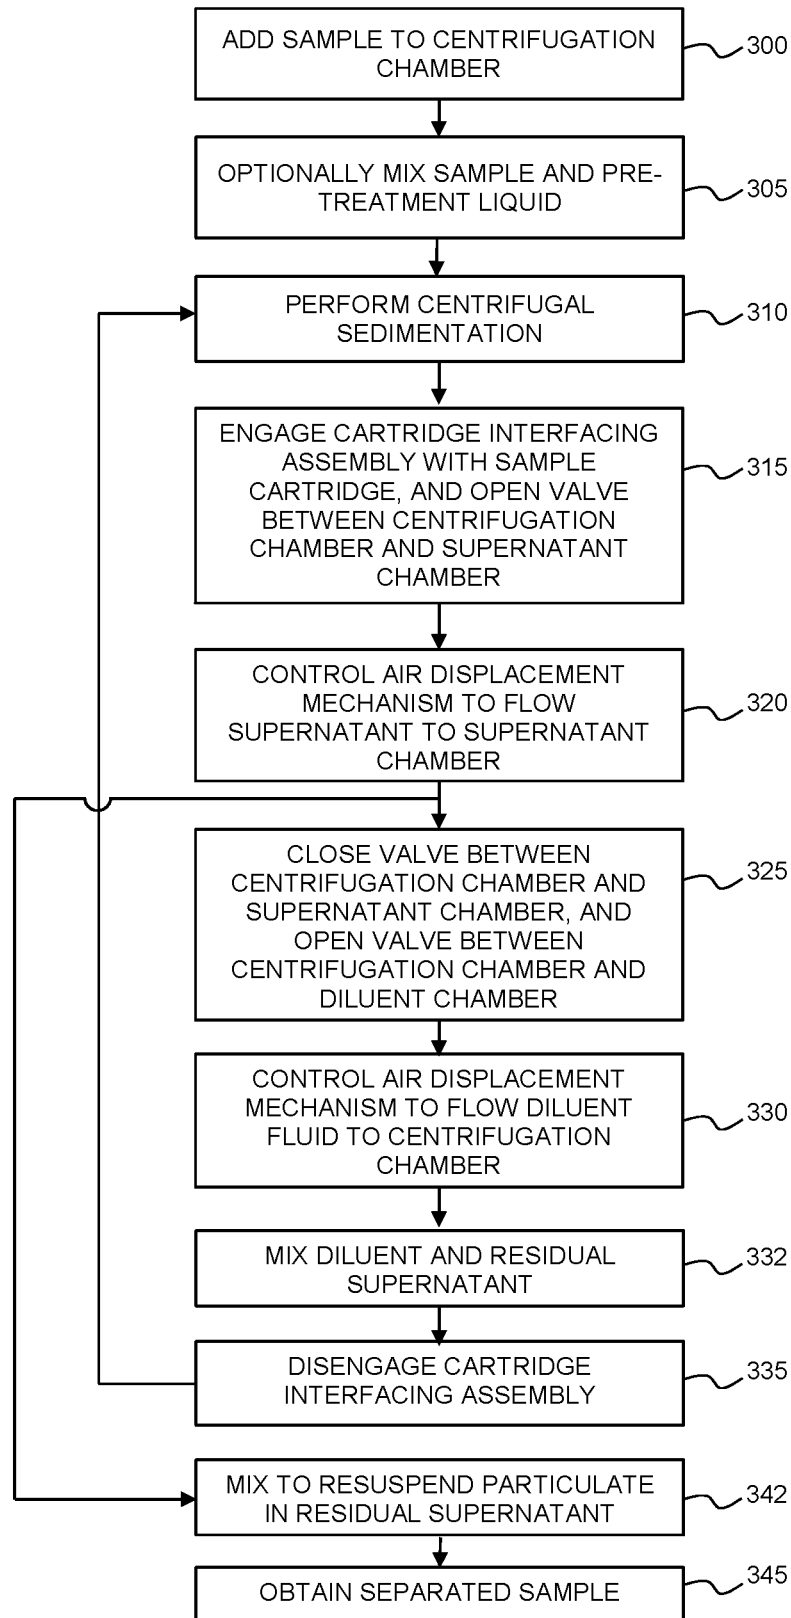 ADD SAMPLE TO CENTRIFUGATION
CHAMBER
300
OPTIONALLY MIX SAMPLE AND PRE-
TREATMENT LIQUID
305
PERFORM CENTRIFUGAL
SEDIMENTATION
310
ENGAGE CARTRIDGE INTERFACING
ASSEMBLY WITH SAMPLE
CARTRIDGE, AND OPEN VALVE
BETWEEN CENTRIFUGATION
CHAMBER AND SUPERNATANT
CHAMBER
315
CONTROL AIR DISPLACEMENT
MECHANISM TO FLOW
SUPERNATANT TO SUPERNATANT
CHAMBER
320
CLOSE VALVE BETWEEN
CENTRIFUGATION CHAMBER AND
SUPERNATANT CHAMBER, AND
OPEN VALVE BETWEEN
CENTRIFUGATION CHAMBER AND
DILUENT CHAMBER
325
CONTROL AIR DISPLACEMENT
MECHANISM TO FLOW DILUENT
FLUID TO CENTRIFUGATION
CHAMBER
330
MIX DILUENT AND RESIDUAL
SUPERNATANT
332
DISENGAGE CARTRIDGE
INTERFACING ASSEMBLY
335
MIX TO RESUSPEND PARTICULATE
IN RESIDUAL SUPERNATANT
342
OBTAIN SEPARATED SAMPLE
345